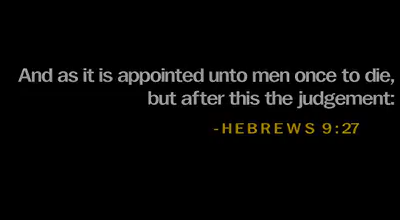 And as it is appointed unto men once to die,
but after this the judgement:
-HEBREWS 9:27